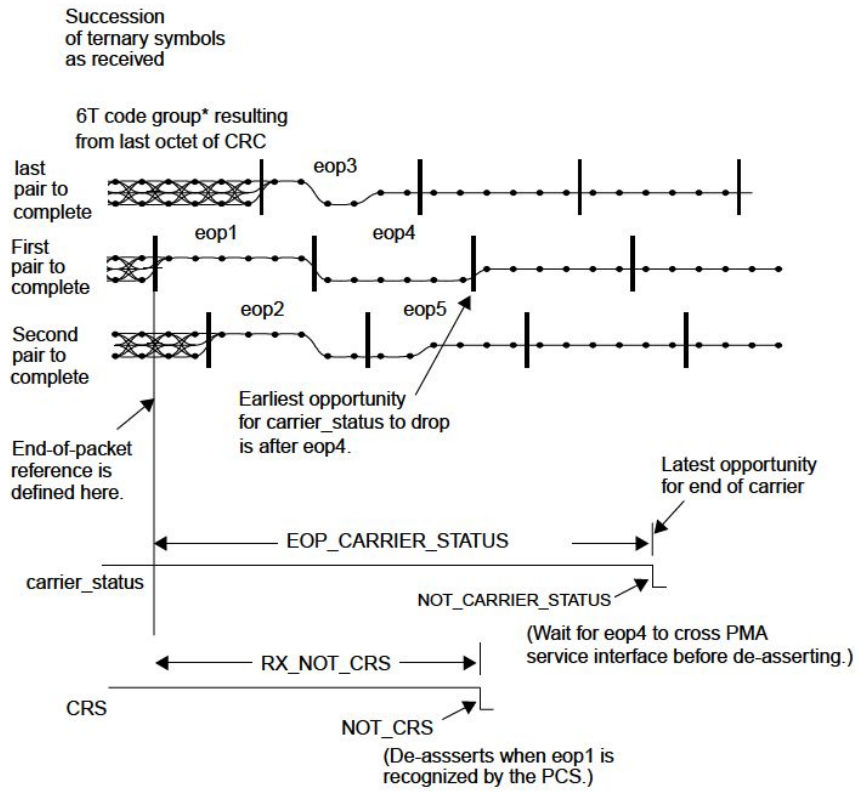 Succession
of ternary symbols
as received
6T code group* resulting
from last octet of CRC
last
pair to
complete
eop3
First
pair to
complete
eop1
eop4
Second
pair to
complete
eop2
eop5
Earliest opportunity
for carrier_status to drop
is after eop4.
End-of-packet
reference is
defined here.
Latest opportunity
for end of carrier
EOP_CARRIER_STATUS
carrier_status
NOT_CARRIER_STATUS
(Wait for eop4 to cross PMA
service interface before de-asserting.)
RX_NOT_CRS
CRS
NOT_CRS
(De-assserts when eop1 is
recognized by the PCS.)